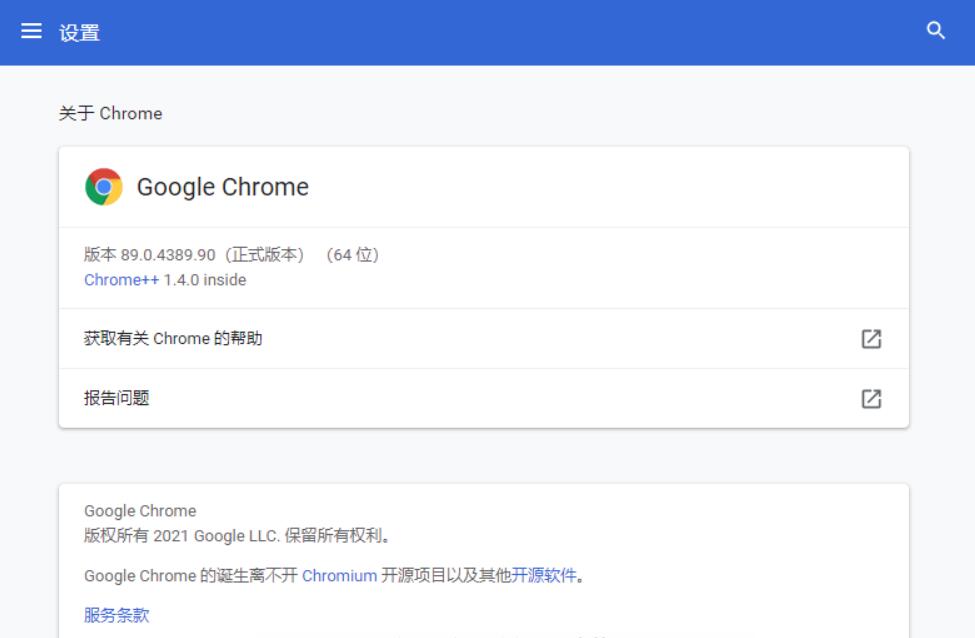 设置
关于 Chrome
Google Chrome
版本 89.0.4389.90（正式版本） （64 位）
Chrome++ 1.4.0 inside
获取有关 Chrome 的帮助
报告问题
Google Chrome
版权所有 2021 Google LLC. 保留所有权利。
Google Chrome 的诞生离不开 Chromium 开源项目以及其他开源软件。
服务条款